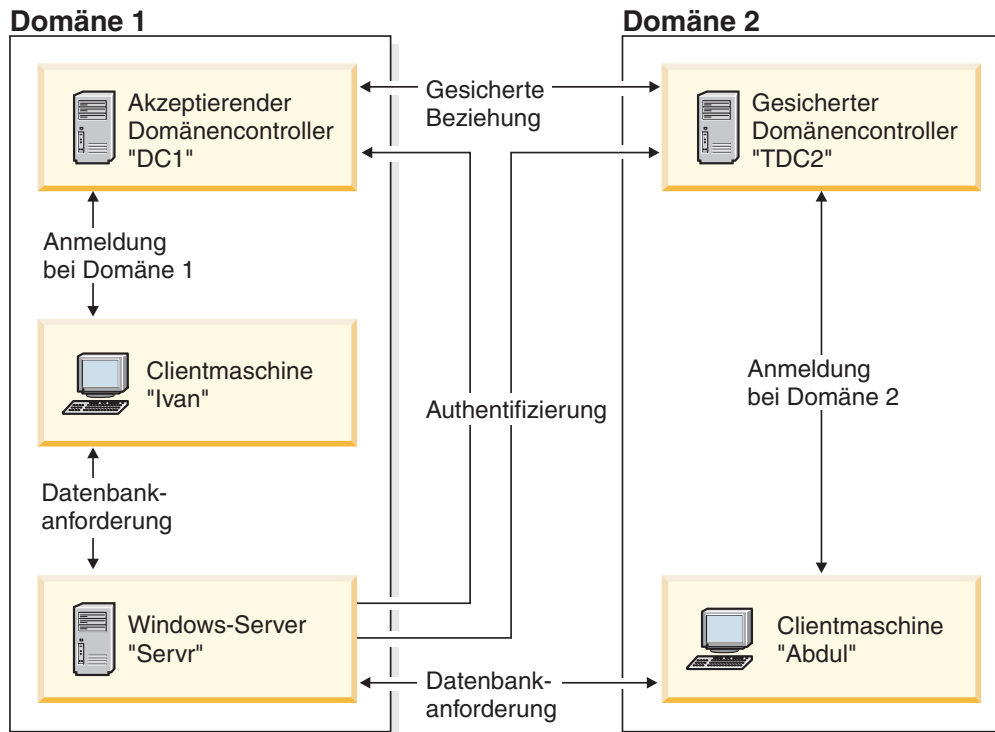 Domäne 1
Domäne 2
Akzeptierender
Domänencontroller
"DC1"
Gesicherte
Beziehung
Gesicherter
Domänencontroller
"TDC2"
Anmeldung
bei Domäne 1
Clientmaschine
"Ivan"
Authentifizierung
Anmeldung
bei Domäne 2
Datenbank-
anforderung
Windows-Server
"Servr"
Datenbank-
anforderung
Clientmaschine
"Abdul"